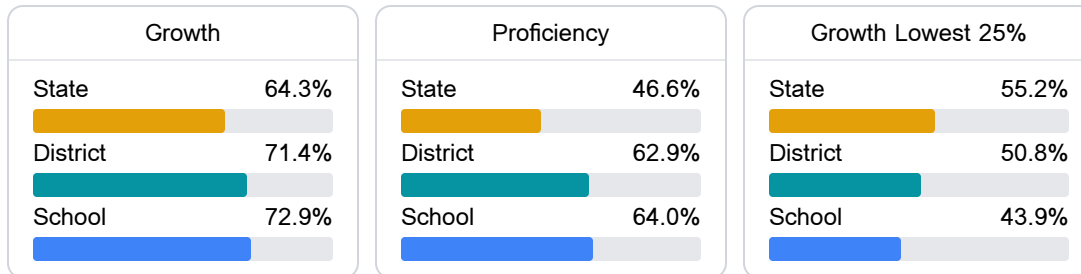 Growth
State 64.3%
District 71.4%
School 72.9%
Proficiency
State 46.6%
District 62.9%
School 64.0%
Growth Lowest 25%
State 55.2%
District 50.8%
School 43.9%